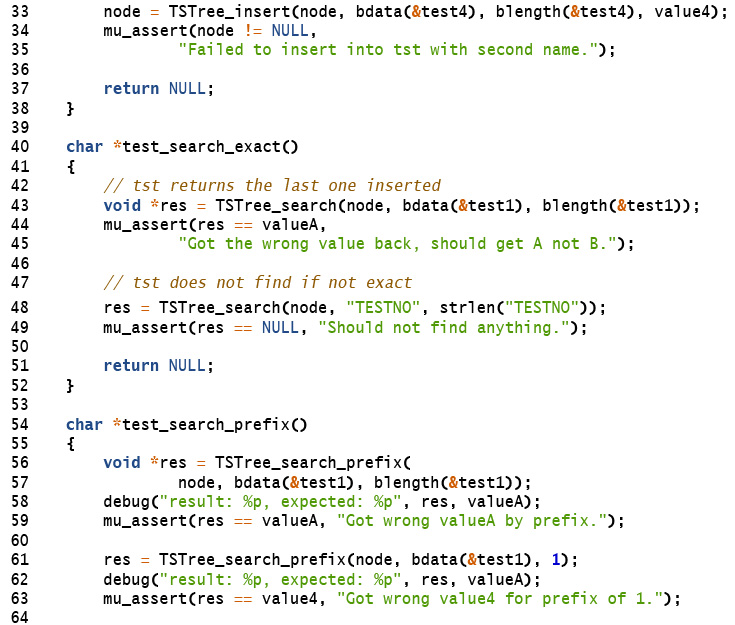 33 node = TSTree_insert(node, bdata(&test4), blength(&test4), value4);
34 mu_assert(node != NULL,
35 "Failed to insert into tst with second name.");
36
37 return NULL;
38 }
39
40 char *test_search_exact()
41 {
42 // tst returns the last one inserted
43 void *res = TSTree_search(node, bdata(&test1), blength(&test1));
44 mu_assert(res == valueA,
45 "Got the wrong value back, should get A not B.");
46
47 // tst does not find if not exact
48 res = TSTree_search(node, "TESTNO", strlen("TESTNO"));
49 mu_assert(res == NULL, "Should not find anything.");
50
51 return NULL;
52 }
53
54 char *test_search_prefix()
55 {
56 void *res = TSTree_search_prefix(
57 node, bdata(&test1), blength(&test1));
58 debug("result: %p, expected: %p", res, valueA);
59 mu_assert(res == valueA, "Got wrong valueA by prefix.");
60
61 res = TSTree_search_prefix(node, bdata(&test1), 1);
62 debug("result: %p, expected: %p", res, valueA);
63 mu_assert(res == value4, "Got wrong value4 for prefix of 1.");
64